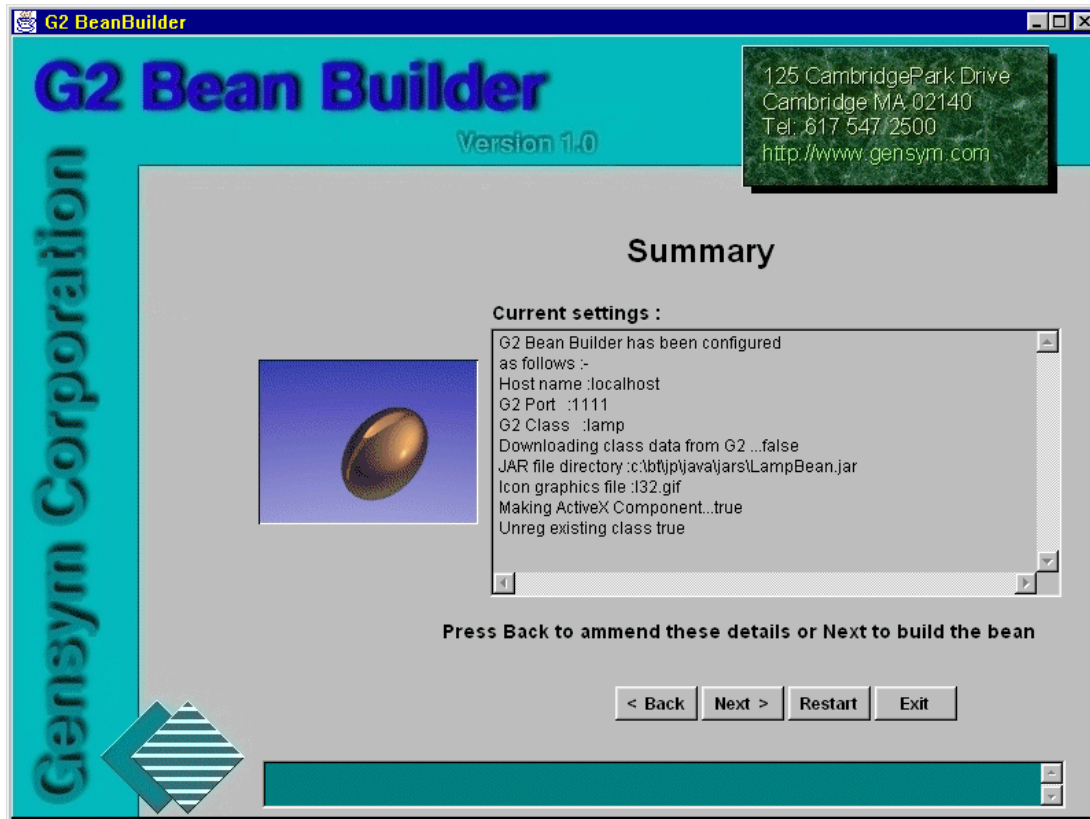 G2 BeanBuilder
G2 Bean Builder
Version 1.0
125 CambridgePark Drive
Cambridge MA 02140
Tel: 617 547 2500
http://www.gensym.com
Gensym Corporation
Summary
Current settings :
G2 Bean Builder has been configured
as follows :-
Host name :localhost
G2 Port :1111
G2 Class :lamp
Downloading class data from G2 ...false
JAR file directory :c:\bt\jp\java\jars\LampBean.jar
Icon graphics file :l32.gif
Making ActiveX Component...true
Unreg existing class true
Press Back to ammend these details or Next to build the bean
< Back Next > Restart Exit